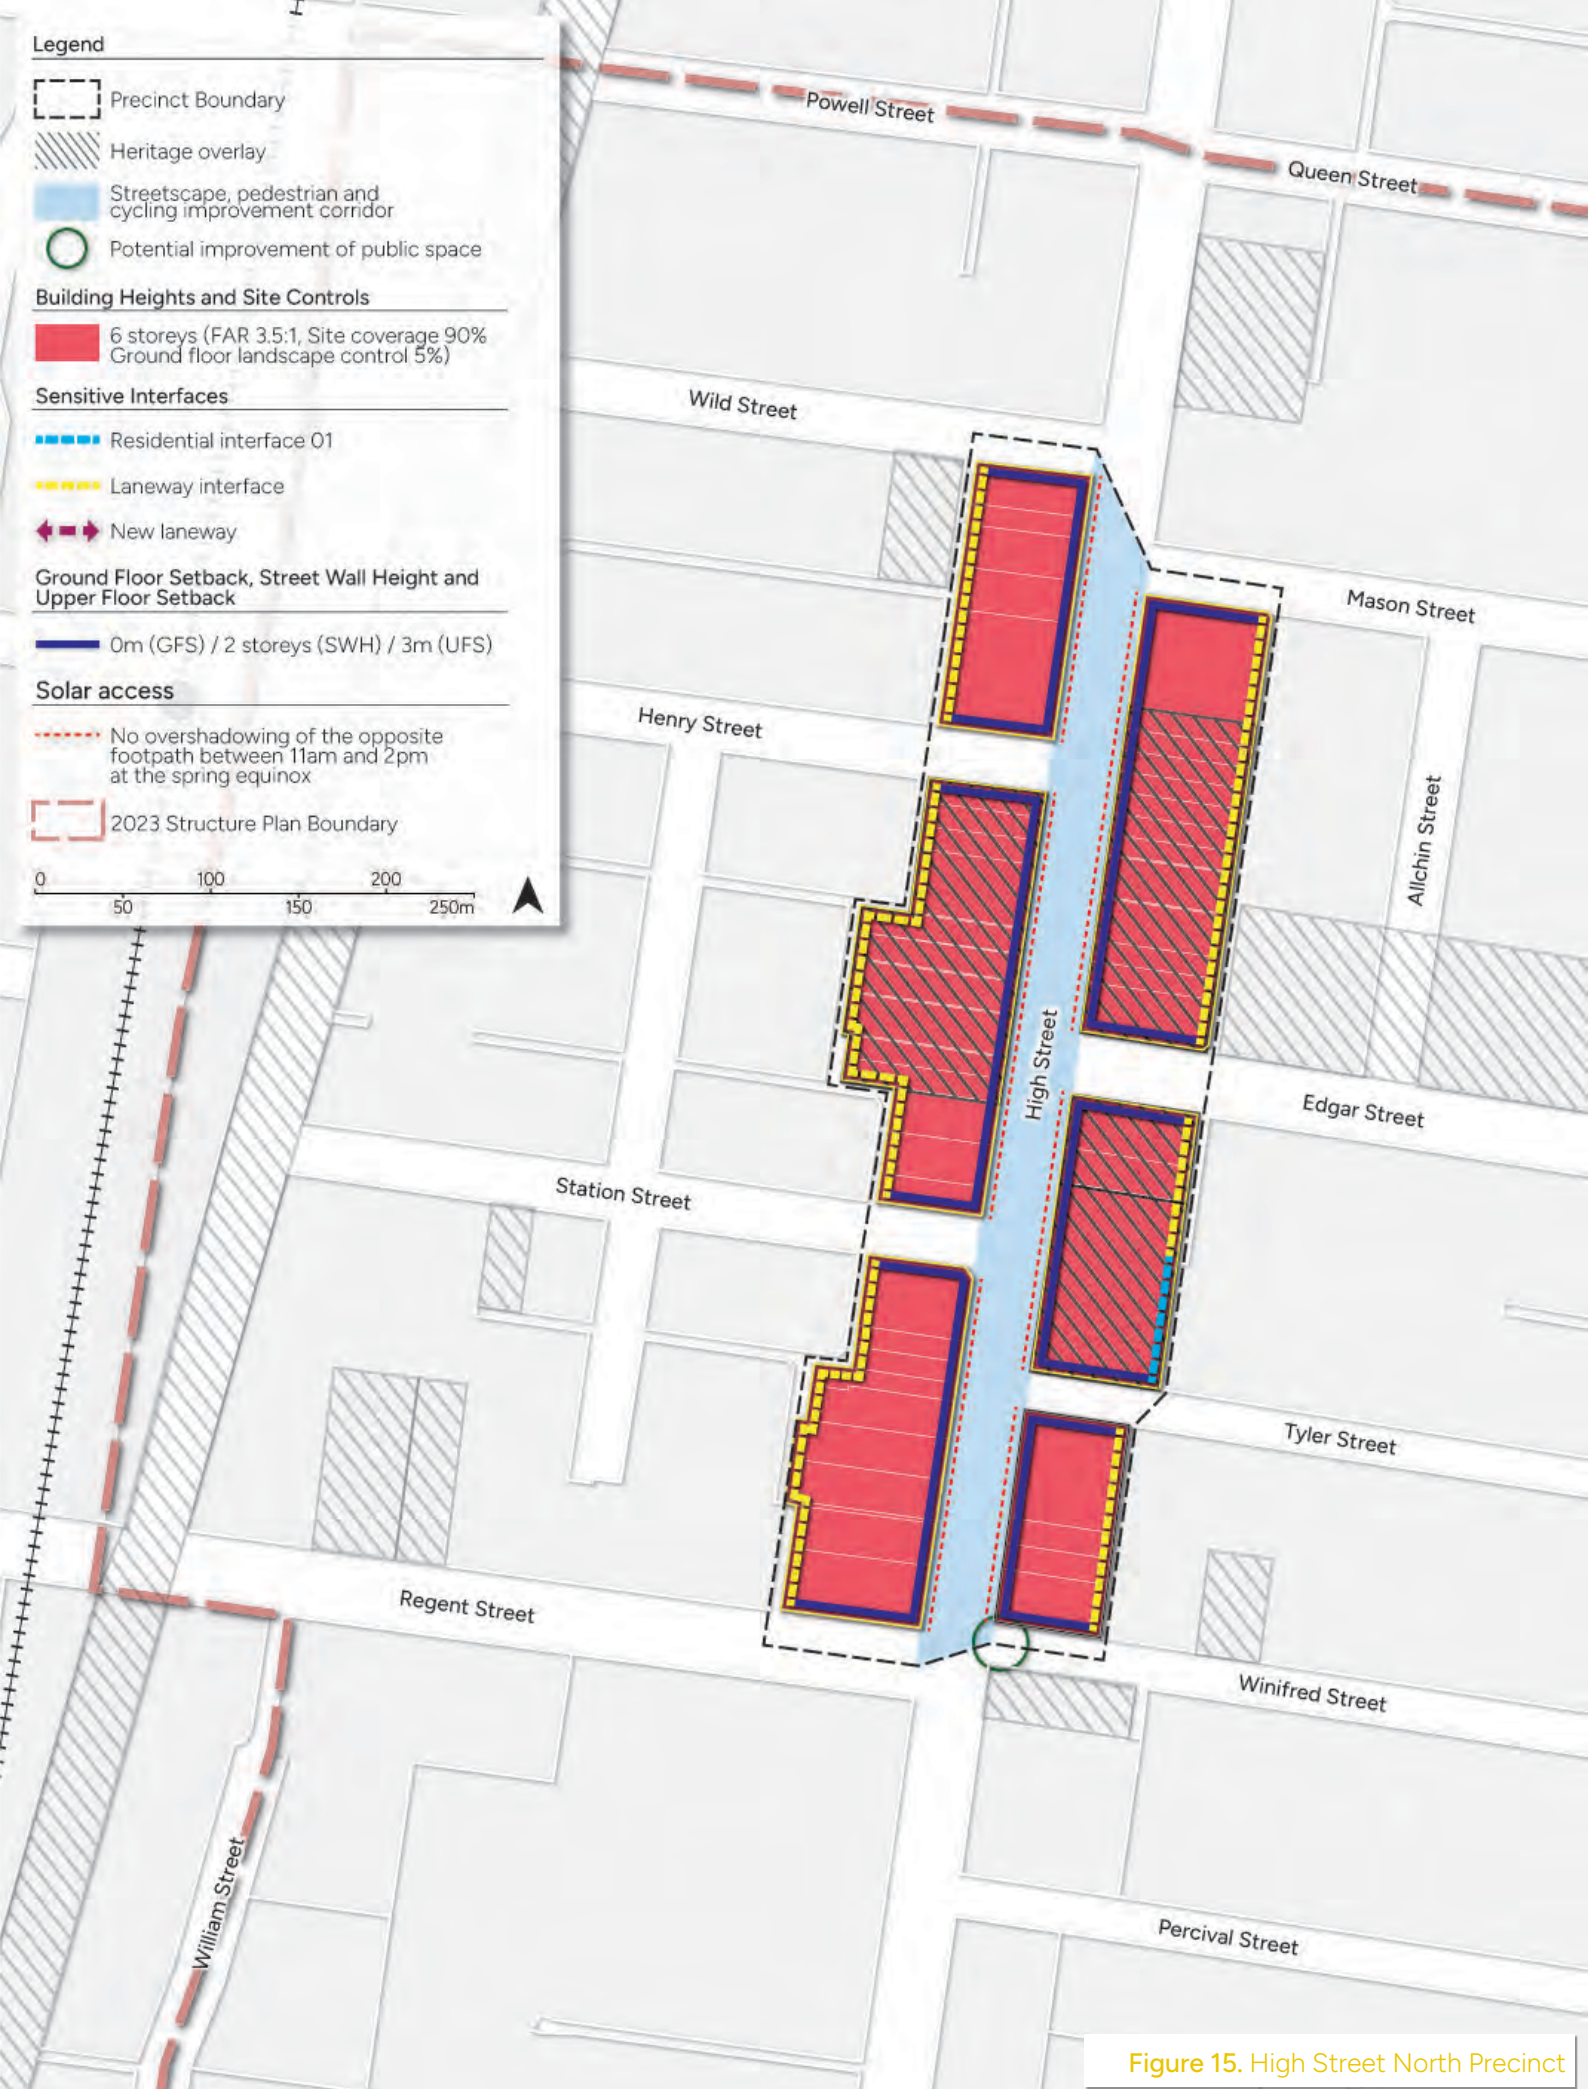 Legend
Precinct Boundary
Heritage overlay
Streetscape, pedestrian and
cycling improvement corridor
Potential improvement of public space
Building Heights and Site Controls
6 storeys (FAR 3.5:1, Site coverage 90%
Ground floor landscape control 5%)
Sensitive Interfaces
Residential interface 01
Laneway interface
New laneway
Ground Floor Setback, Street Wall Height and
Upper Floor Setback
0m (GFS) / 2 storeys (SWH) / 3m (UFS)
Solar access
No overshadowing of the opposite
footpath between 11am and 2pm
at the spring equinox
2023 Structure Plan Boundary
0 100 200
50 150 250m
Powell Street
Queen Street
Wild Street
Mason Street
Henry Street
Allchin Street
High Street
Edgar Street
Station Street
Tyler Street
Regent Street
Winifred Street
William Street
Percival Street
Figure 15. High Street North Precinct